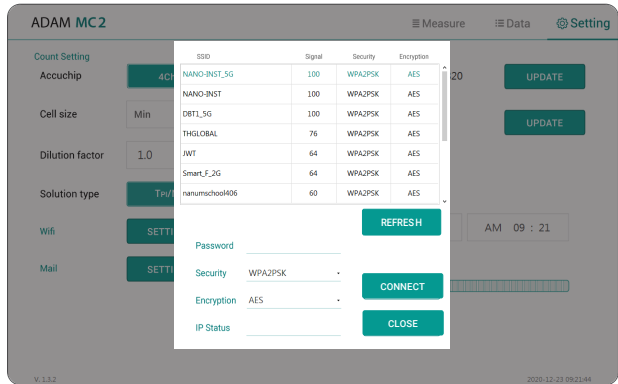 ADAM MC2 Measure Data Setting
Count Setting
Accuchip 4Ch 20 UPDATE
Cell size Min UPDATE
Dilution factor 1.0
Solution type TPI/
Wifi SETTI AM 09 : 21
Mail SETTI
SSID Signal Security Encryption
NANO-INST_5G 100 WPA2PSK AES
NANO-INST 100 WPA2PSK AES
DBT1_5G 100 WPA2PSK AES
THGLOBAL 76 WPA2PSK AES
JWT 64 WPA2PSK AES
Smart_F_2G 64 WPA2PSK AES
nanumschool406 60 WPA2PSK AES
REFRESH
Password
Security WPA2PSK
CONNECT
Encryption AES
IP Status CLOSE
V. 1.3.2 2020-12-23 09:21:44